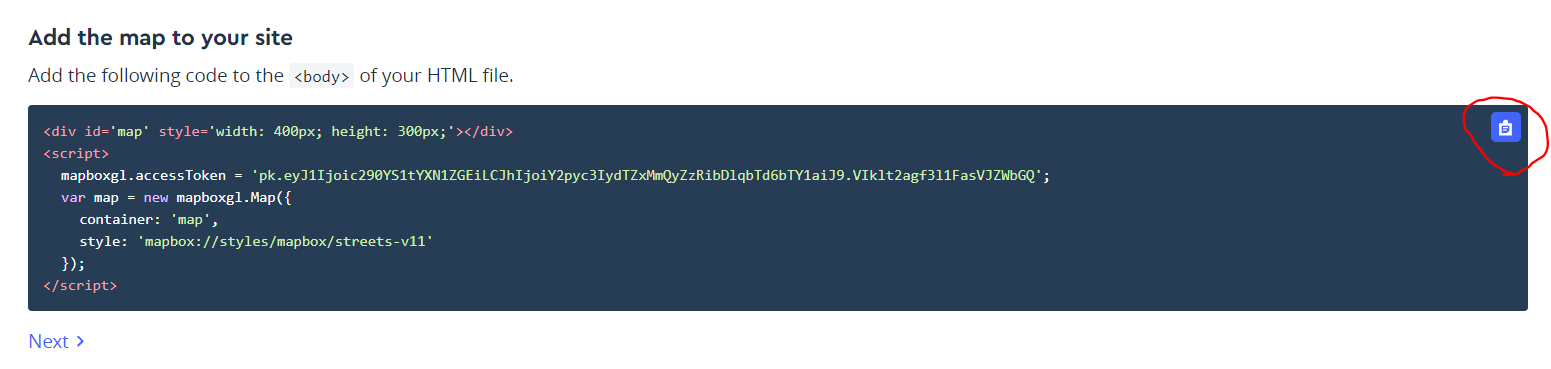 Add the map to your site
Add the following code to the <body> of your HTML file.
<div id='map' style='width: 400px; height: 300px;'></div>
<script>
mapboxgl.accessToken = 'pk.eyJ1Ijoic290YS1tYXN1ZGEiLCJhIjoiY2pyc3IydTZxMmQyZzRibDlqbTd6bTY1aiJ9.VIklt2agf3l1FasVJZWbGQ';
var map = new mapboxgl.Map({
container: 'map',
style: 'mapbox://styles/mapbox/streets-v11'
});
</script>
Next >